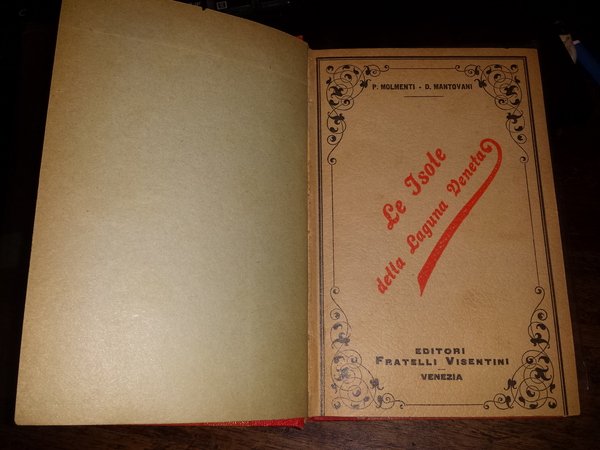 P. MOLMENTI - D. MANTOVANI
Le Isole
della Laguna Veneta
EDITORI
FRATELLI VISENTINI
VENEZIA